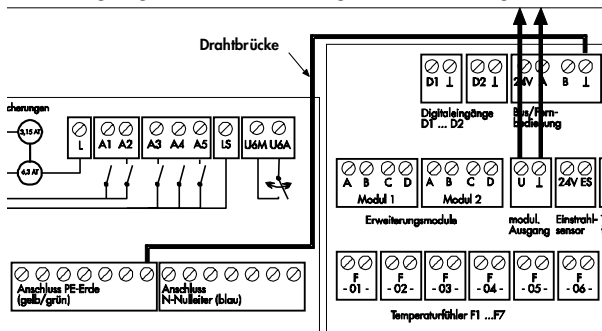 Drahtbrücke
D1 ⊥ D2 ⊥ 24V A B ⊥
Digitaleingänge
D1 ... D2
Bus/Fern-
bedienung
cherungen
3,15 AT
4,2 AT
L A1 A2 A3 A4 A5 LS U6M U6A
A B C D A B C D U ⊥ 24V ES
Modul 1 Modul 2
Erweiterungsmodule
modul.
Ausgang
Einstrahl-
sensor
Anschluss PE-Erde
(gelb/grün)
Anschluss
N-Nulleiter (blau)
F F F F F F
- 01 - - 02 - - 03 - - 04 - - 05 - - 06 -
Temperaturfühler F1 ...F7